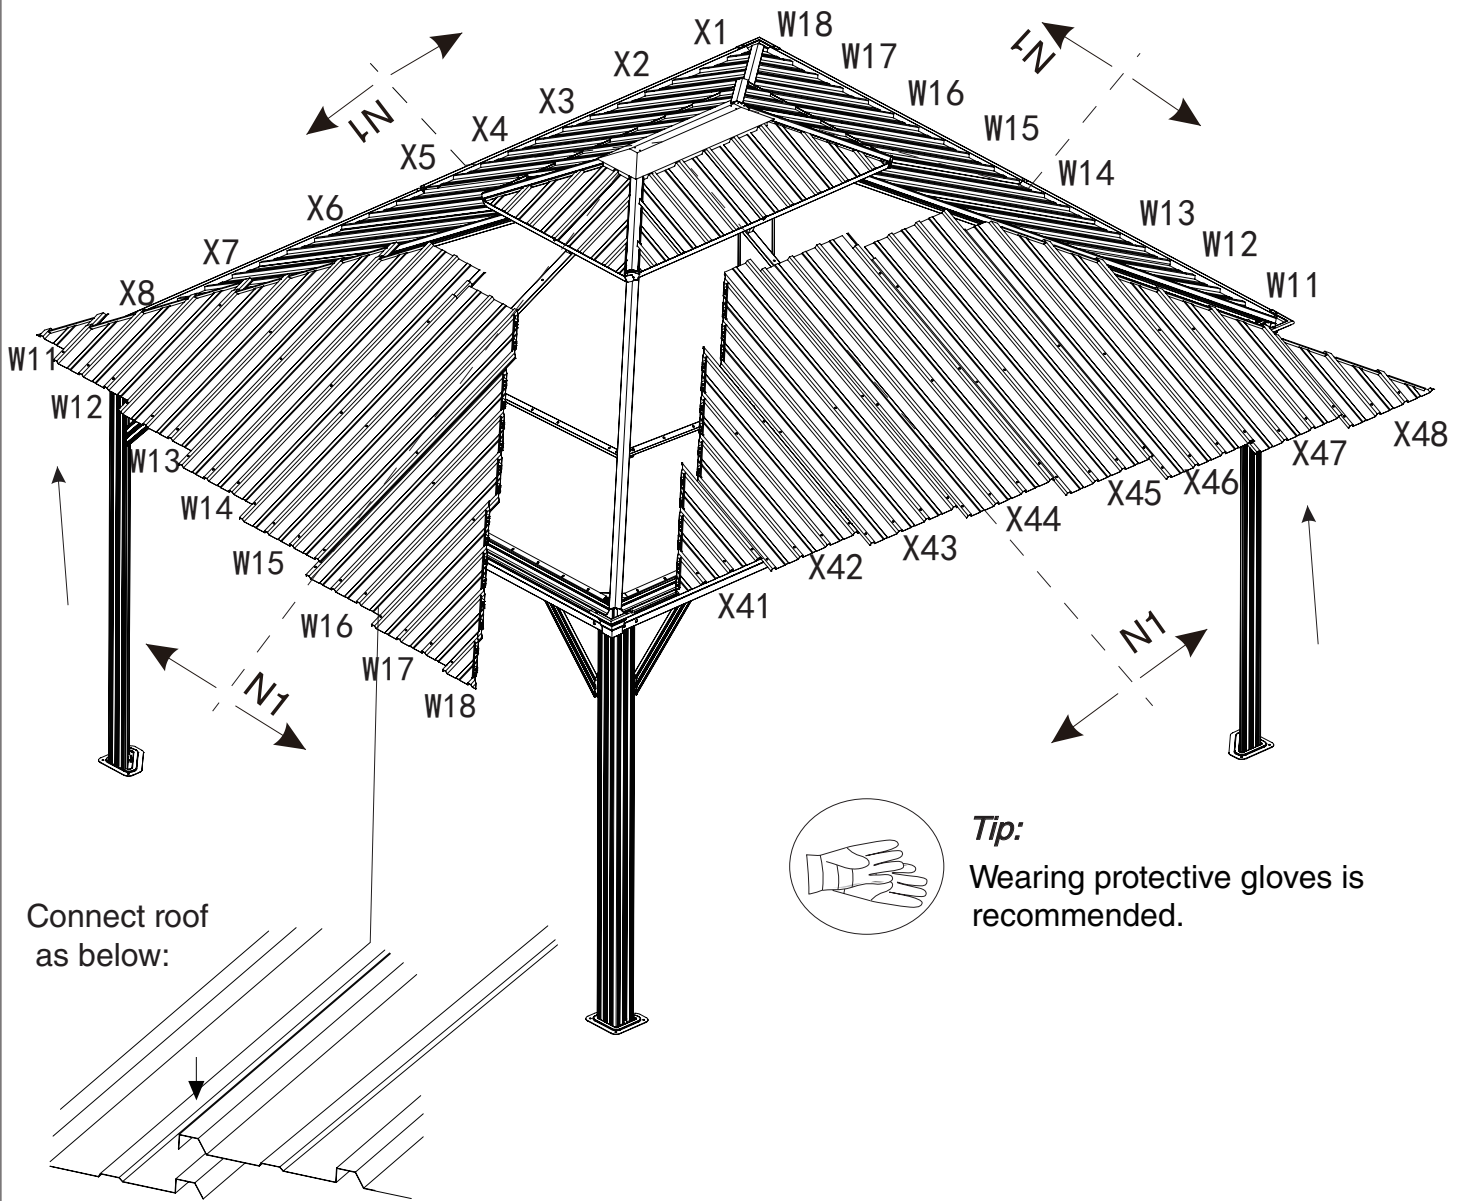 X1
W18
X2
W17
X3
W16
X4
W15
X5
W14
X6
W13
X7
W12
X8
W11
N1
N1
W11
W12
W13
W14
W15
W16
W17
W18
X48
X47
X46
X45
X44
X43
X42
X41
N1
N1
Tip:
Wearing protective gloves is
recommended.
Connect roof
as below: